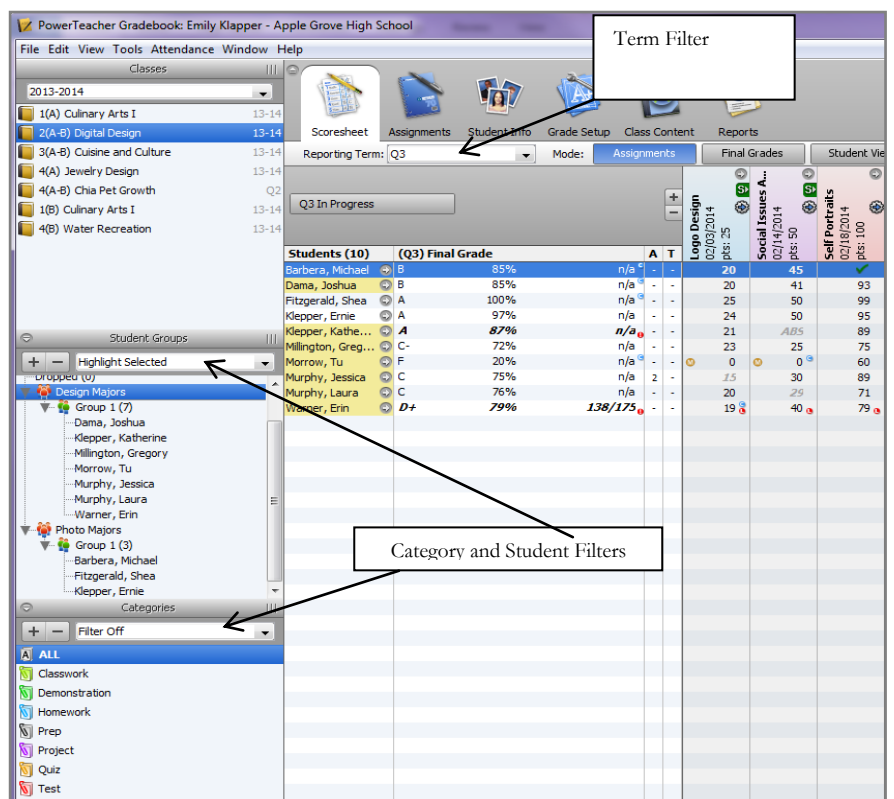 PowerTeacher Gradebook: Emily Klapper - Apple Grove High School
File Edit View Tools Attendance Window Help
Term Filter
Classes
2013-2014
1(A) Culinary Arts I 13-14
2(A-B) Digital Design 13-14
3(A-B) Cuisine and Culture 13-14
4(A) Jewelry Design 13-14
4(A-B) Chia Pet Growth Q2
1(B) Culinary Arts I 13-14
4(B) Water Recreation 13-14
Scoresheet Assignments Student Info Grade Setup Class Content Reports
Reporting Term: Q3 Mode: Assignments Final Grades Student Vie
Q3 In Progress
Logo Design
02/03/2014
pts: 25
Social Issues A...
02/14/2014
pts: 50
Self Portraits
02/18/2014
pts: 100
Students (10) (Q3) Final Grade A T
Barbera, Michael B 85% n/a - - 20 45
Dama, Joshua B 85% n/a - - 20 41 93
Fitzgerald, Shea A 100% n/a - - 25 50 99
Klepper, Ernie A 97% n/a - - 24 50 95
Klepper, Kathe... A 87% n/a - - 21 ABS 89
Millington, Greg... C- 72% n/a - - 23 25 75
Morrow, Tu F 20% n/a - - 0 0 60
Murphy, Jessica C 75% n/a 2 - 15 30 89
Murphy, Laura C 76% n/a - - 20 29 71
Warner, Erin D+ 79% 138/175 - - 19 40 79
Student Groups
Highlight Selected
Dropped (0)
Design Majors
Group 1 (7)
Dama, Joshua
Klepper, Katherine
Millington, Gregory
Morrow, Tu
Murphy, Jessica
Murphy, Laura
Warner, Erin
Photo Majors
Group 1 (3)
Barbera, Michael
Fitzgerald, Shea
Klepper, Ernie
Category and Student Filters
Categories
Filter Off
ALL
Classwork
Demonstration
Homework
Prep
Project
Quiz
Test